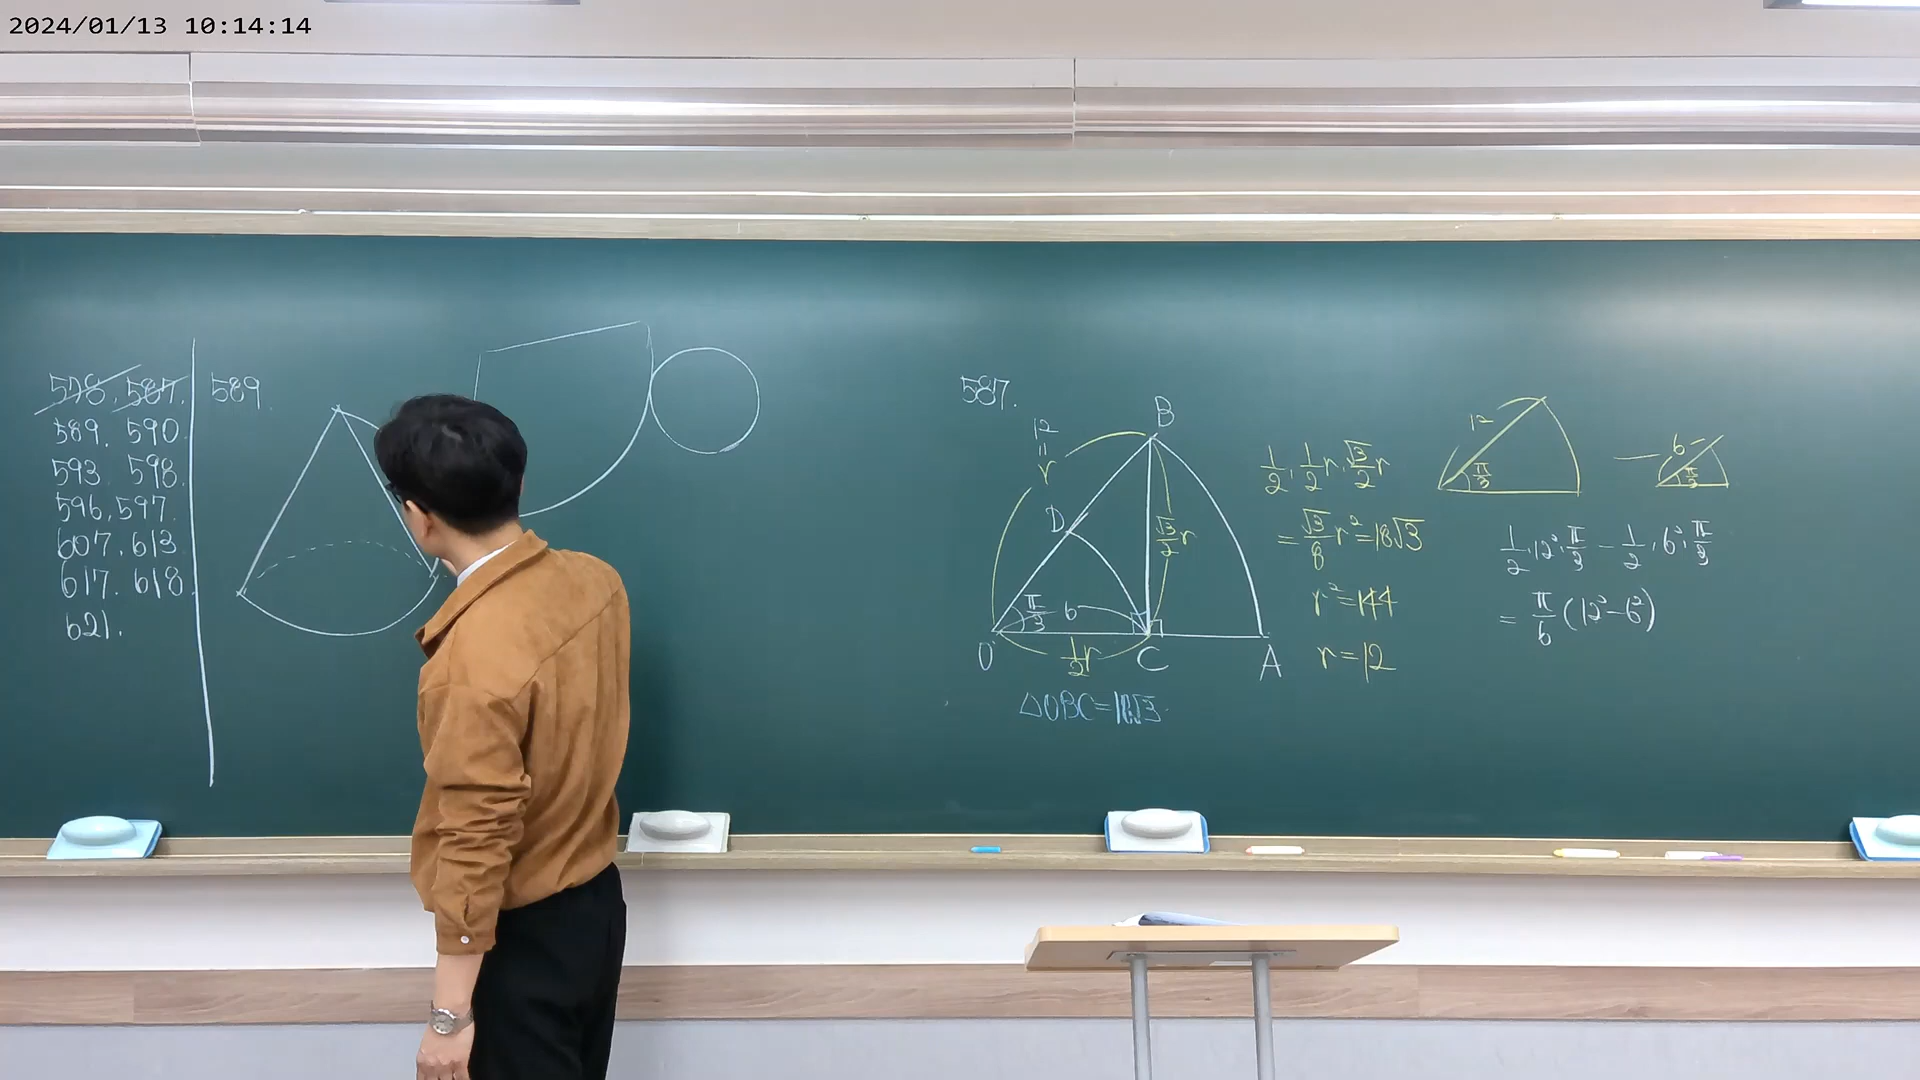 2024/01/13 10:14:14
578. 587.
589. 590
593 598
596, 597
607. 613
617. 618
621.
589.
587.
12
=
r
B
D
√3/2 r
π/3
6
O
1/2 r
C
A
△OBC=18√3
1/2 · 1/2 r · √3/2 r
= √3/8 r² = 18√3
r² = 144
r = 12
12
π/3
—
6
π/3
1/2 · 12² · π/3 − 1/2 · 6² · π/3
= π/6 (12² − 6²)